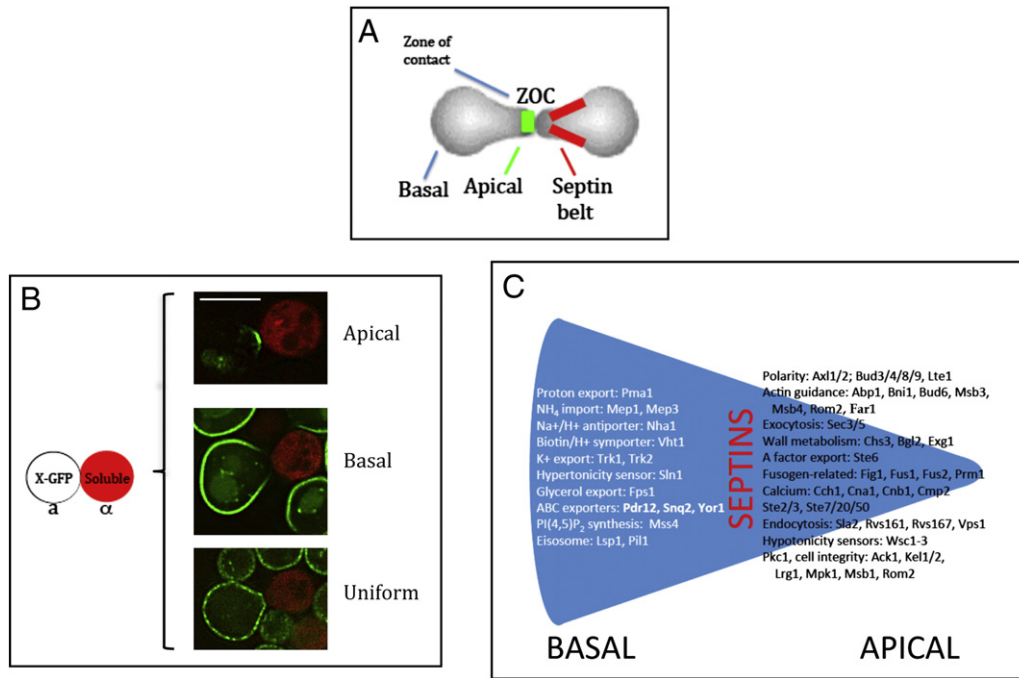 A
Zone of
contact
ZOC
Basal
Apical
Septin
belt
B
X-GFP
Soluble
a
α
Apical
Basal
Uniform
C
Proton export: Pma1
NH4 import: Mep1, Mep3
Na+/H+ antiporter: Nha1
Biotin/H+ symporter: Vht1
K+ export: Trk1, Trk2
Hypertonicity sensor: Sln1
Glycerol export: Fps1
ABC exporters: Pdr12, Snq2, Yor1
PI(4,5)P2 synthesis: Mss4
Eisosome: Lsp1, Pil1
SEPTINS
Polarity: Axl1/2; Bud3/4/8/9, Lte1
Actin guidance: Abp1, Bni1, Bud6, Msb3,
Msb4, Rom2, Far1
Exocytosis: Sec3/5
Wall metabolism: Chs3, Bgl2, Exg1
A factor export: Ste6
Fusogen-related: Fig1, Fus1, Fus2, Prm1
Calcium: Cch1, Cna1, Cnb1, Cmp2
Ste2/3, Ste7/20/50
Endocytosis: Sla2, Rvs161, Rvs167, Vps1
Hypotonicity sensors: Wsc1-3
Pkc1, cell integrity: Ack1, Kel1/2,
Lrg1, Mpk1, Msb1, Rom2
BASAL
APICAL